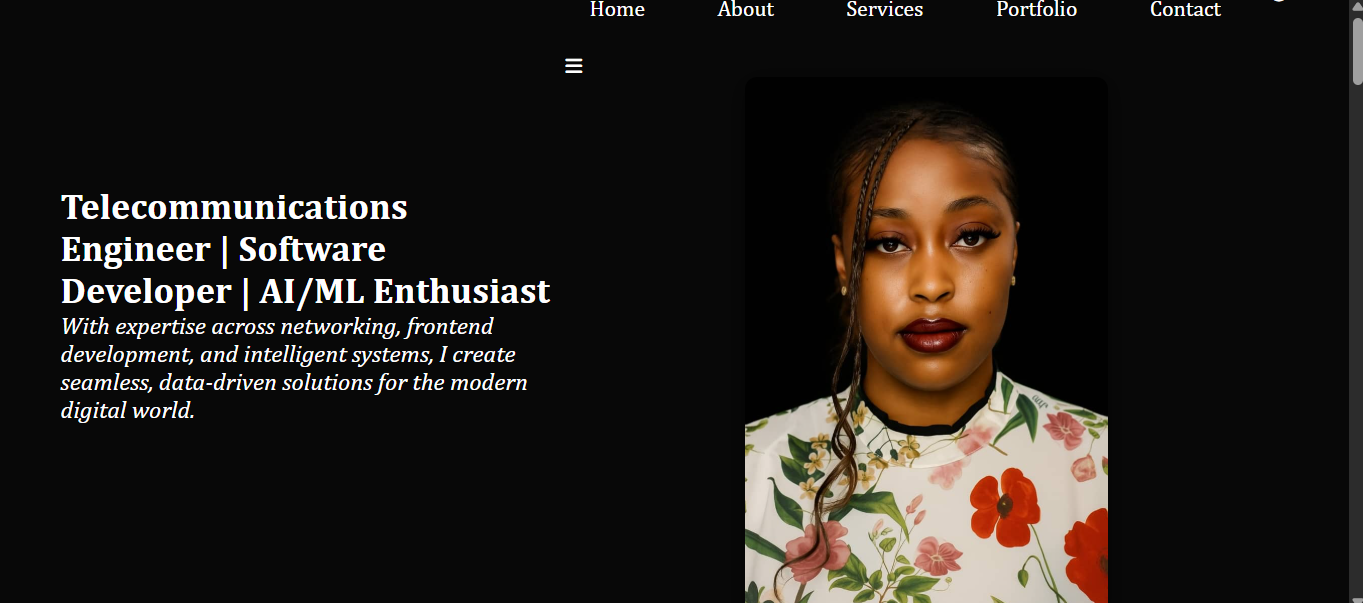 Home About Services Portfolio Contact
Telecommunications
Engineer | Software
Developer | AI/ML Enthusiast
With expertise across networking, frontend
development, and intelligent systems, I create
seamless, data-driven solutions for the modern
digital world.